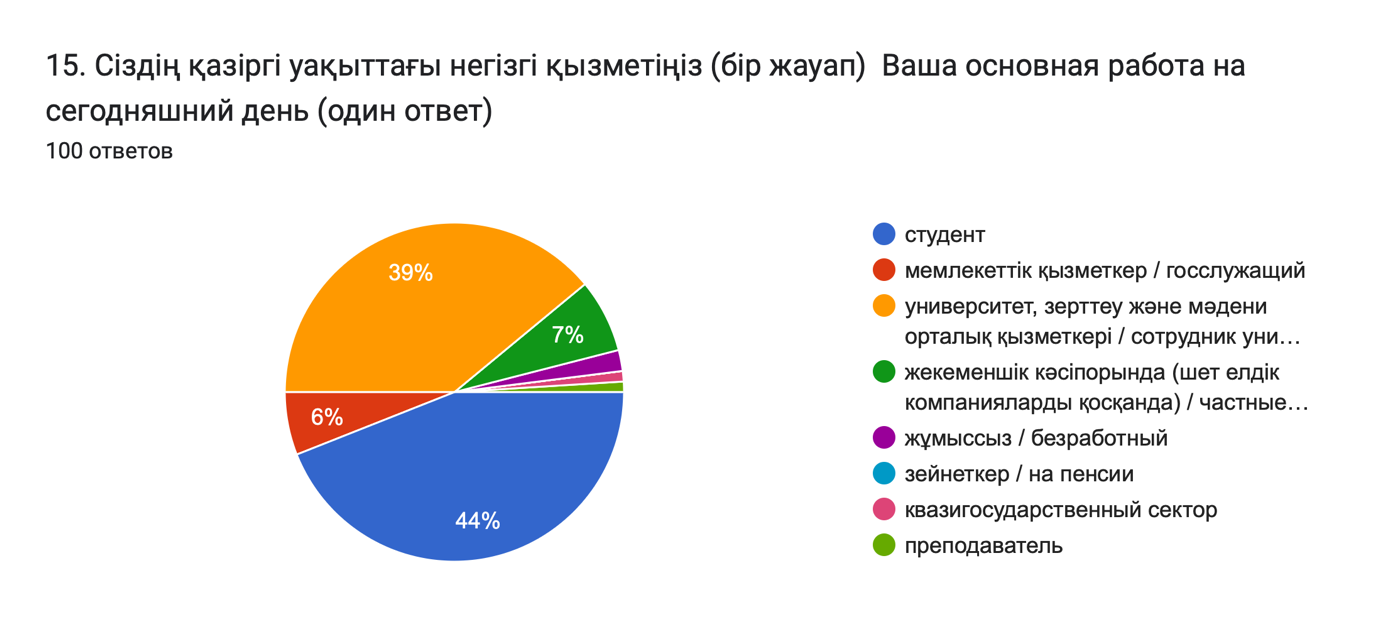 15. Сіздің қазіргі уақыттағы негізгі қызметіңіз (бір жауап)  Ваша основная работа на
сегодняшний день (один ответ)
100 ответов
39%
7%
6%
44%
студент
мемлекеттік қызметкер / госслужащий
университет, зерттеу және мәдени
орталық қызметкері / сотрудник уни…
жекеменшік кәсіпорында (шет елдік
компанияларды қосқанда) / частные…
жұмыссыз / безработный
зейнеткер / на пенсии
квазигосударственный сектор
преподаватель